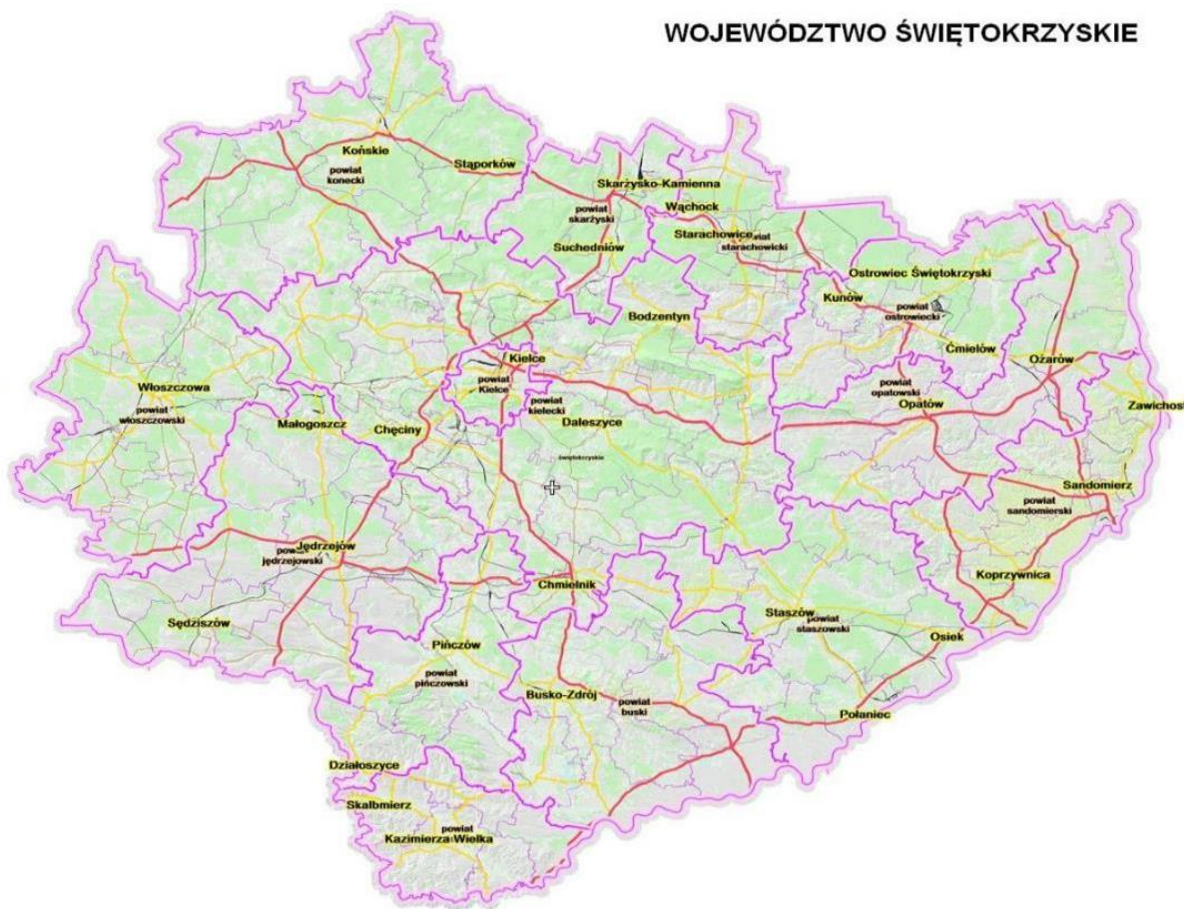 WOJEWÓDZTWO ŚWIĘTOKRZYSKIE
Końskie
powiat
konecki
Stąporków
Skarżysko-Kamienna
powiat
skarżyski
Wąchock
Suchedniów
Starachowice
starachowicki
Ostrowiec Świętokrzyski
Kunów
powiat
ostrowiecki
Bodzentyn
Ćmielów
Ożarów
Kielce
powiat
Kielce
powiat
kielecki
powiat
opatowski
Opatów
Zawichost
Włoszczowa
powiat
włoszczowski
Małogoszcz
Chęciny
Daleszyce
świętokrzyskie
Sandomierz
powiat
sandomierski
Jędrzejów
jędrzejowski
Chmielnik
Koprzywnica
Staszów
powiat
staszowski
Sędziszów
Osiek
Pińczów
powiat
pińczowski
Busko-Zdrój
powiat
buski
Połaniec
Działoszyce
Skalbmierz
powiat
Kazimierza Wielka